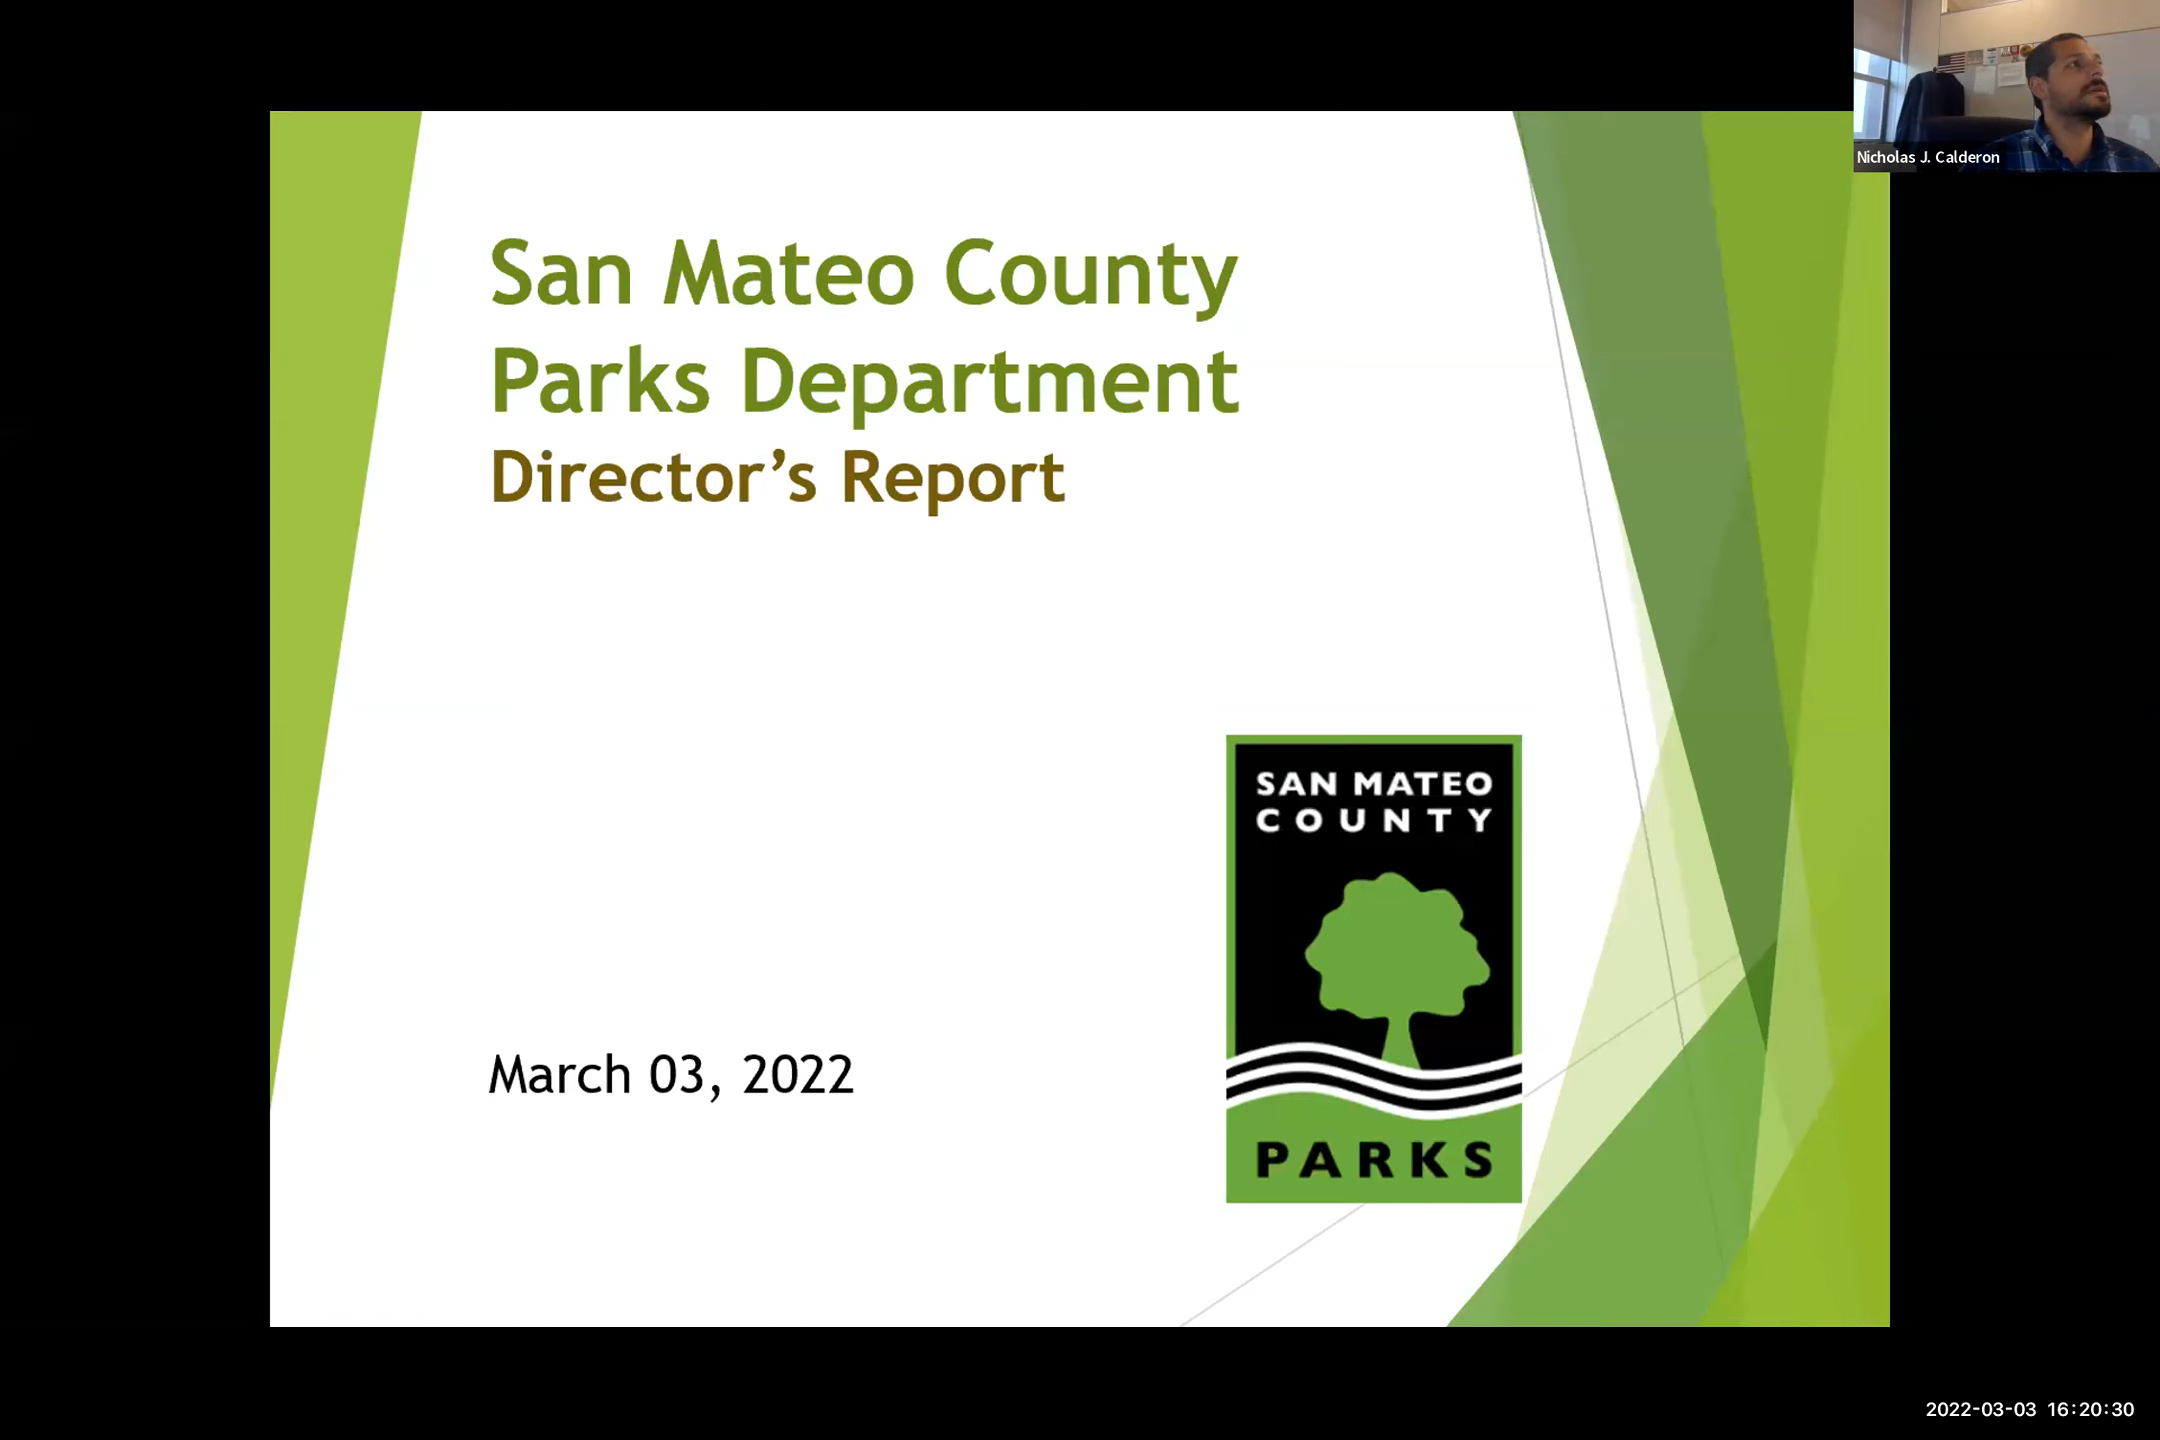 Nicholas J. Calderon
San Mateo County
Parks Department
Director’s Report
SAN MATEO
COUNTY
PARKS
March 03, 2022
2022-03-03 16:20:30